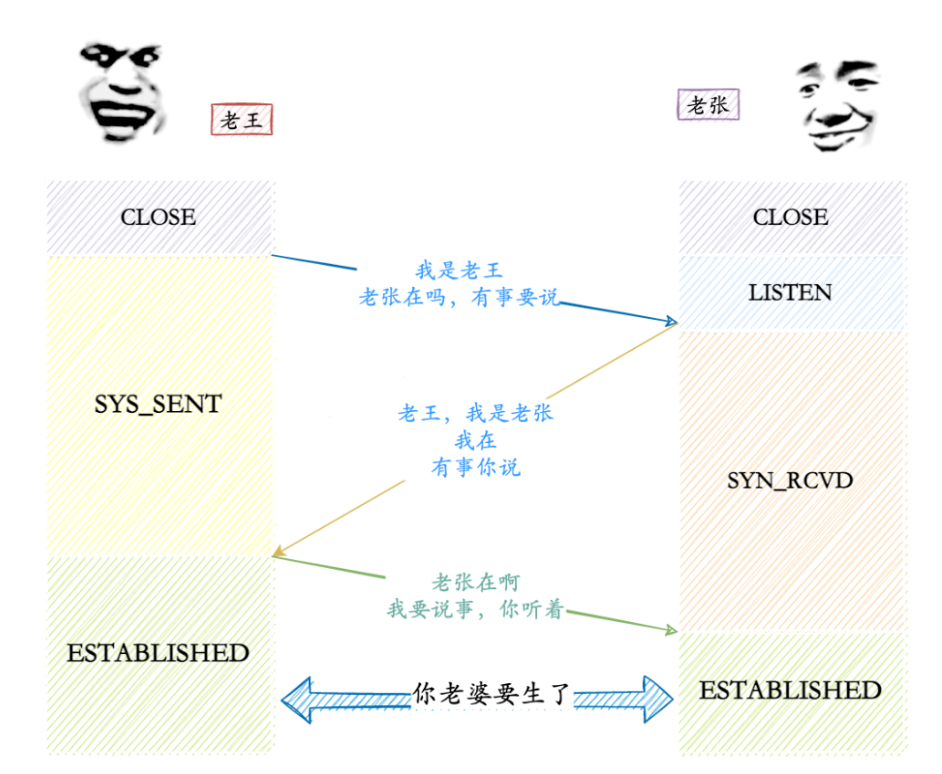 老王
老张
CLOSE
CLOSE
我是老王
老张在吗，有事要说
LISTEN
SYS_SENT
老王，我是老张
我在
有事你说
SYN_RCVD
老张在啊
我要说事，你听着
ESTABLISHED
你老婆要生了
ESTABLISHED